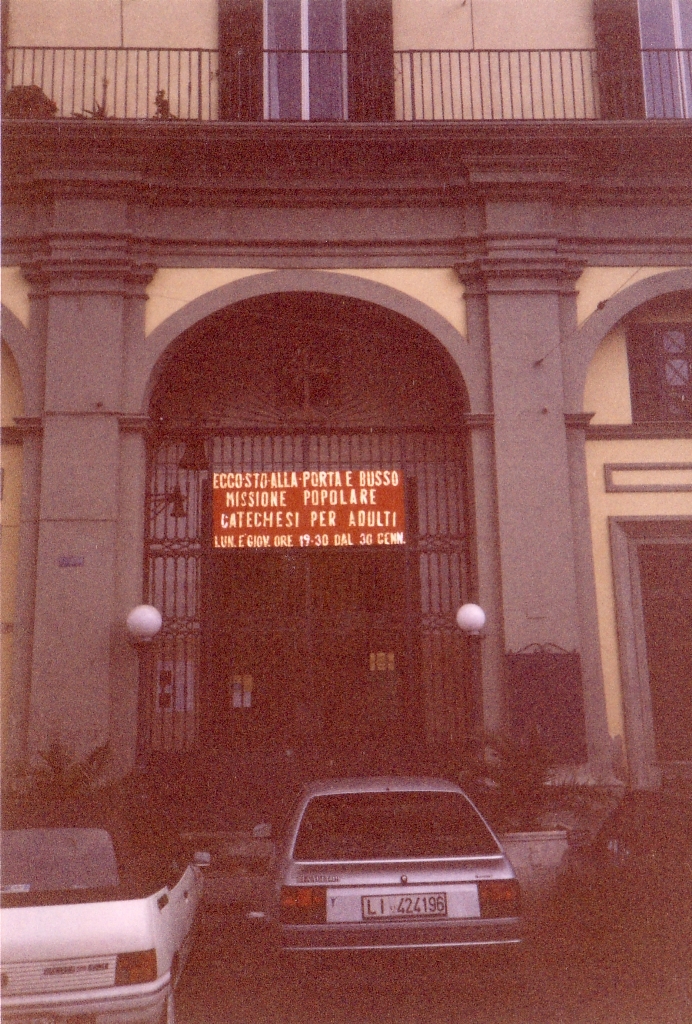 ECCO·STO·ALLA·PORTA E BUSSO
MISSIONE POPOLARE
CATECHESI PER ADULTI
LUN. E GIOV. ORE 19·30 DAL 30 GENN.
LI 424196